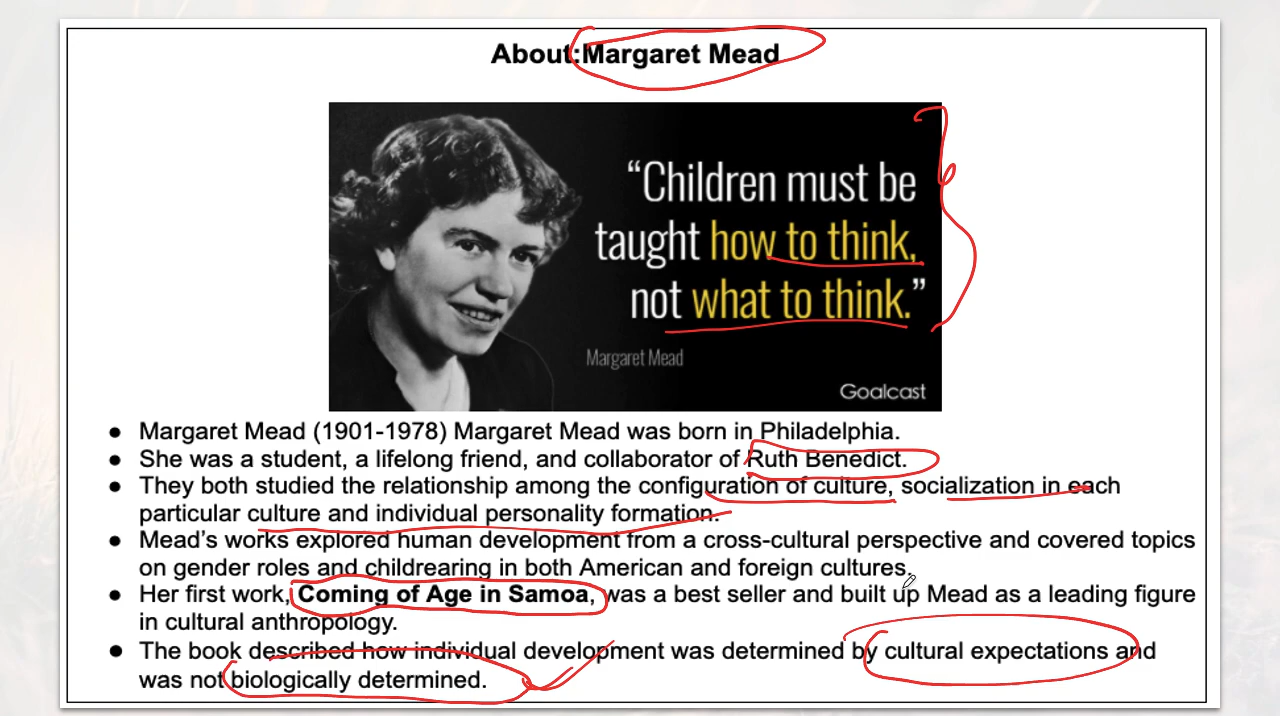 About:Margaret Mead
“Children must be
taught how to think,
not what to think.”
Margaret Mead
Goalcast
● Margaret Mead (1901-1978) Margaret Mead was born in Philadelphia.
● She was a student, a lifelong friend, and collaborator of Ruth Benedict.
● They both studied the relationship among the configuration of culture, socialization in each
particular culture and individual personality formation.
● Mead’s works explored human development from a cross-cultural perspective and covered topics
on gender roles and childrearing in both American and foreign cultures.
● Her first work, Coming of Age in Samoa, was a best seller and built up Mead as a leading figure
in cultural anthropology.
● The book described how individual development was determined by cultural expectations and
was not biologically determined.